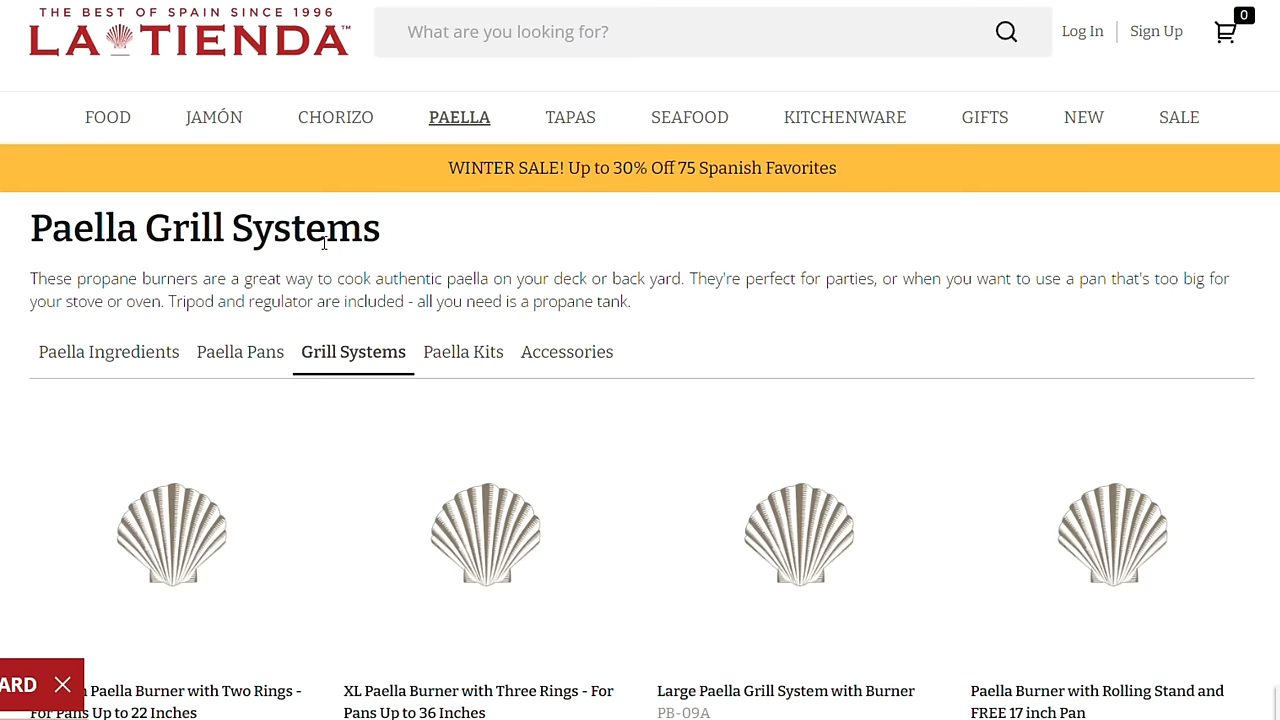 THE BEST OF SPAIN SINCE 1996
LA TIENDA™
What are you looking for?
Log In
Sign Up
0
FOOD
JAMÓN
CHORIZO
PAELLA
TAPAS
SEAFOOD
KITCHENWARE
GIFTS
NEW
SALE
WINTER SALE! Up to 30% Off 75 Spanish Favorites
Paella Grill Systems
These propane burners are a great way to cook authentic paella on your deck or back yard. They're perfect for parties, or when you want to use a pan that's too big for
your stove or oven. Tripod and regulator are included - all you need is a propane tank.
Paella Ingredients
Paella Pans
Grill Systems
Paella Kits
Accessories
ARD
Paella Burner with Two Rings -
For Pans Up to 22 Inches
XL Paella Burner with Three Rings - For
Pans Up to 36 Inches
Large Paella Grill System with Burner
PB-09A
Paella Burner with Rolling Stand and
FREE 17 inch Pan